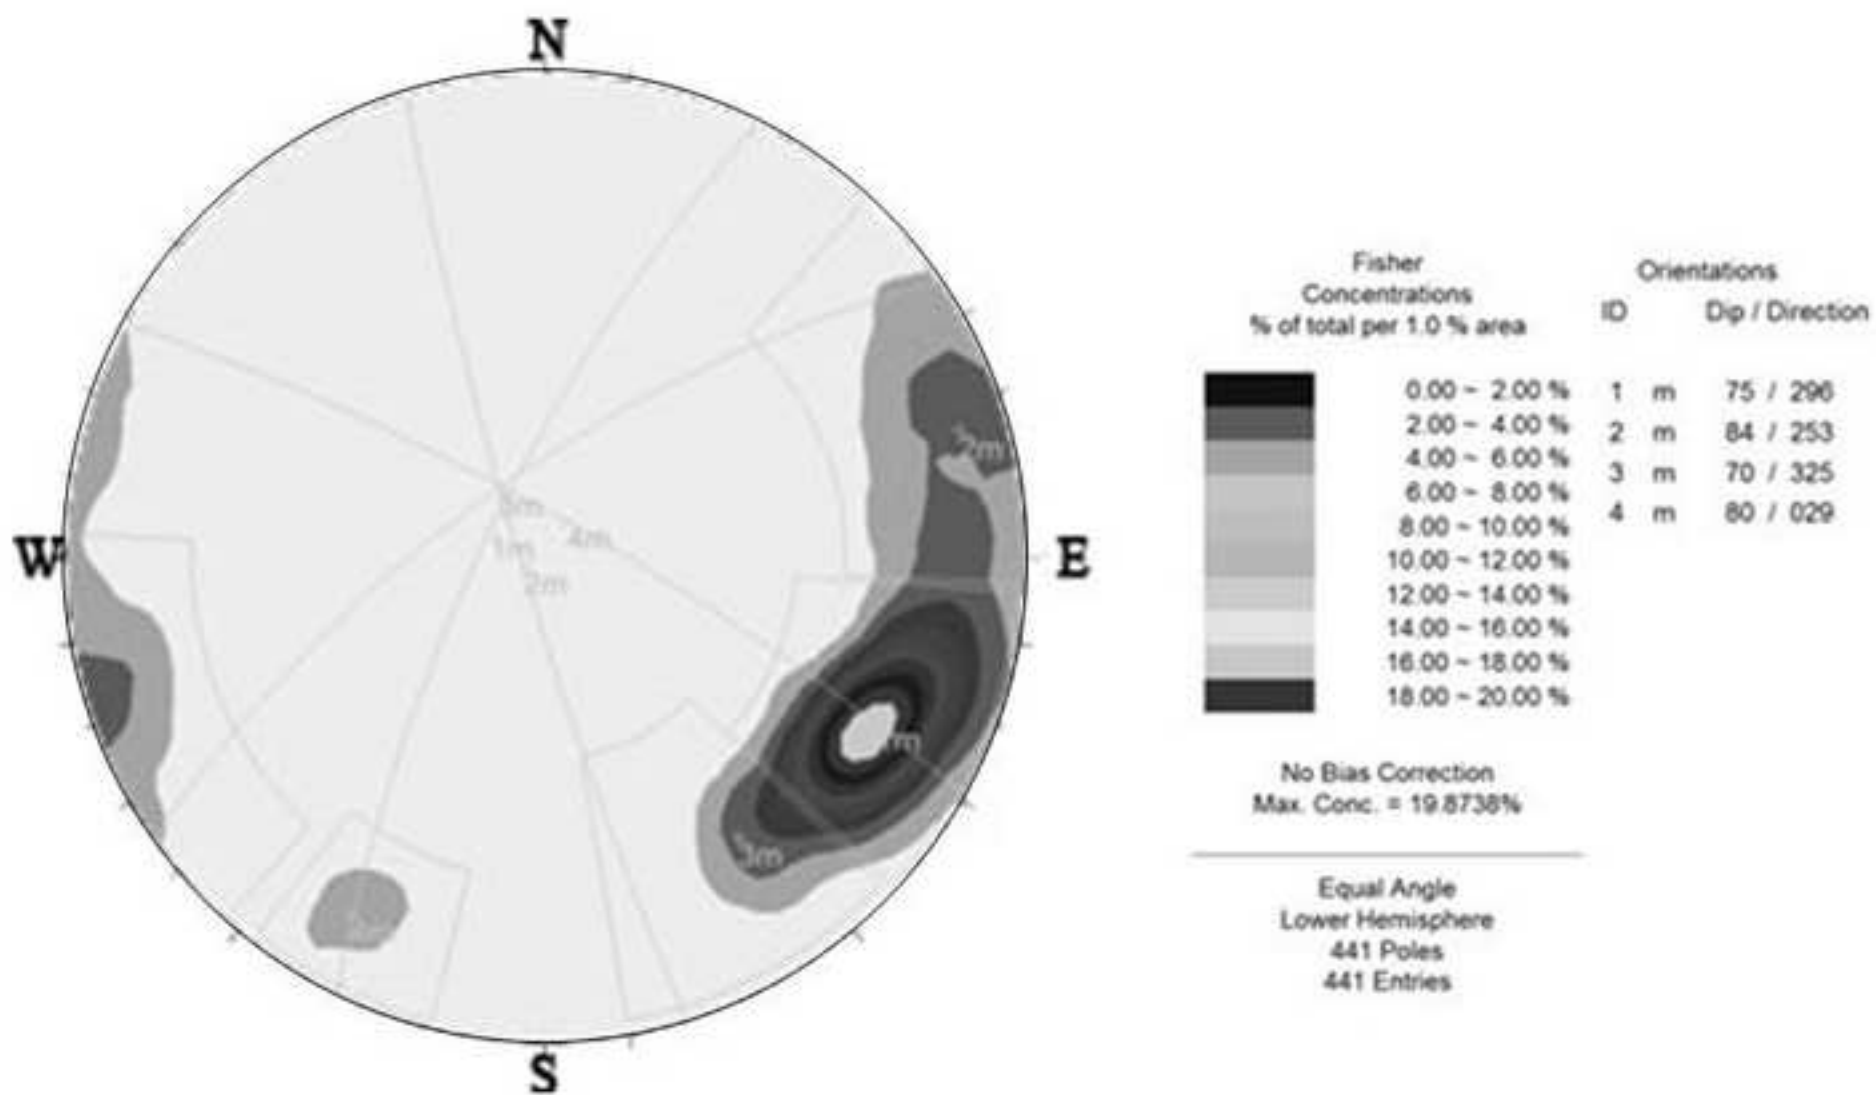 N
W
E
S
2m
3m
4m
1m
2m
Fisher
Concentrations
% of total per 1.0 % area
0.00 ~ 2.00 %
2.00 ~ 4.00 %
4.00 ~ 6.00 %
6.00 ~ 8.00 %
8.00 ~ 10.00 %
10.00 ~ 12.00 %
12.00 ~ 14.00 %
14.00 ~ 16.00 %
16.00 ~ 18.00 %
18.00 ~ 20.00 %
No Bias Correction
Max. Conc. = 19.8738%
Equal Angle
Lower Hemisphere
441 Poles
441 Entries
Orientations
ID Dip / Direction
1 m 75 / 296
2 m 84 / 253
3 m 70 / 325
4 m 80 / 029